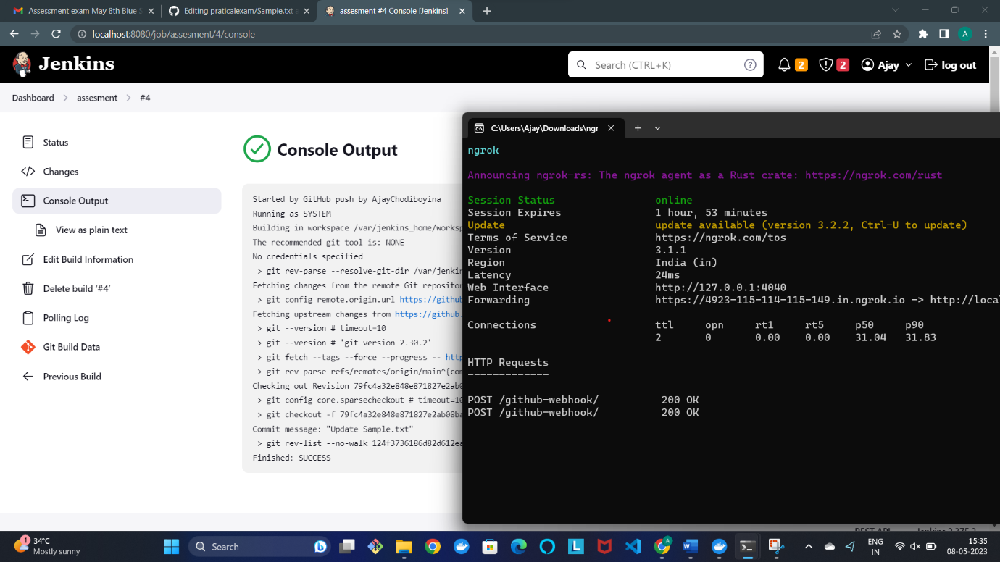 Assessment exam May 8th Blue S
Editing praticalexam/Sample.txt a
assesment #4 Console [Jenkins]
localhost:8080/job/assesment/4/console
A
Jenkins
Search (CTRL+K)
2
2
Ajay
log out
Dashboard
assesment
#4
Status
Changes
Console Output
View as plain text
Edit Build Information
Delete build ‘#4’
Polling Log
Git Build Data
Previous Build
Console Output
Started by GitHub push by AjayChodiboyina
Running as SYSTEM
Building in workspace /var/jenkins_home/worksp
The recommended git tool is: NONE
No credentials specified
> git rev-parse --resolve-git-dir /var/jenkin
Fetching changes from the remote Git repositor
> git config remote.origin.url https://github
Fetching upstream changes from https://github.
> git --version # timeout=10
> git --version # 'git version 2.30.2'
> git fetch --tags --force --progress -- http
> git rev-parse refs/remotes/origin/main^{com
Checking out Revision 79fc4a32e848e871827e2ab0
> git config core.sparsecheckout # timeout=10
> git checkout -f 79fc4a32e848e871827e2ab08ba
Commit message: "Update Sample.txt"
> git rev-list --no-walk 124f3736186d82d612ea
Finished: SUCCESS
C:\Users\Ajay\Downloads\ngr
ngrok
Announcing ngrok-rs: The ngrok agent as a Rust crate: https://ngrok.com/rust
Session Status online
Session Expires 1 hour, 53 minutes
Update update available (version 3.2.2, Ctrl-U to update)
Terms of Service https://ngrok.com/tos
Version 3.1.1
Region India (in)
Latency 24ms
Web Interface http://127.0.0.1:4040
Forwarding https://4923-115-114-115-149.in.ngrok.io -> http://loca
Connections ttl opn rt1 rt5 p50 p90
2 0 0.00 0.00 31.04 31.83
HTTP Requests
-------------
POST /github-webhook/ 200 OK
POST /github-webhook/ 200 OK
1
34°C
Mostly sunny
Search
ENG
IN
15:35
08-05-2023